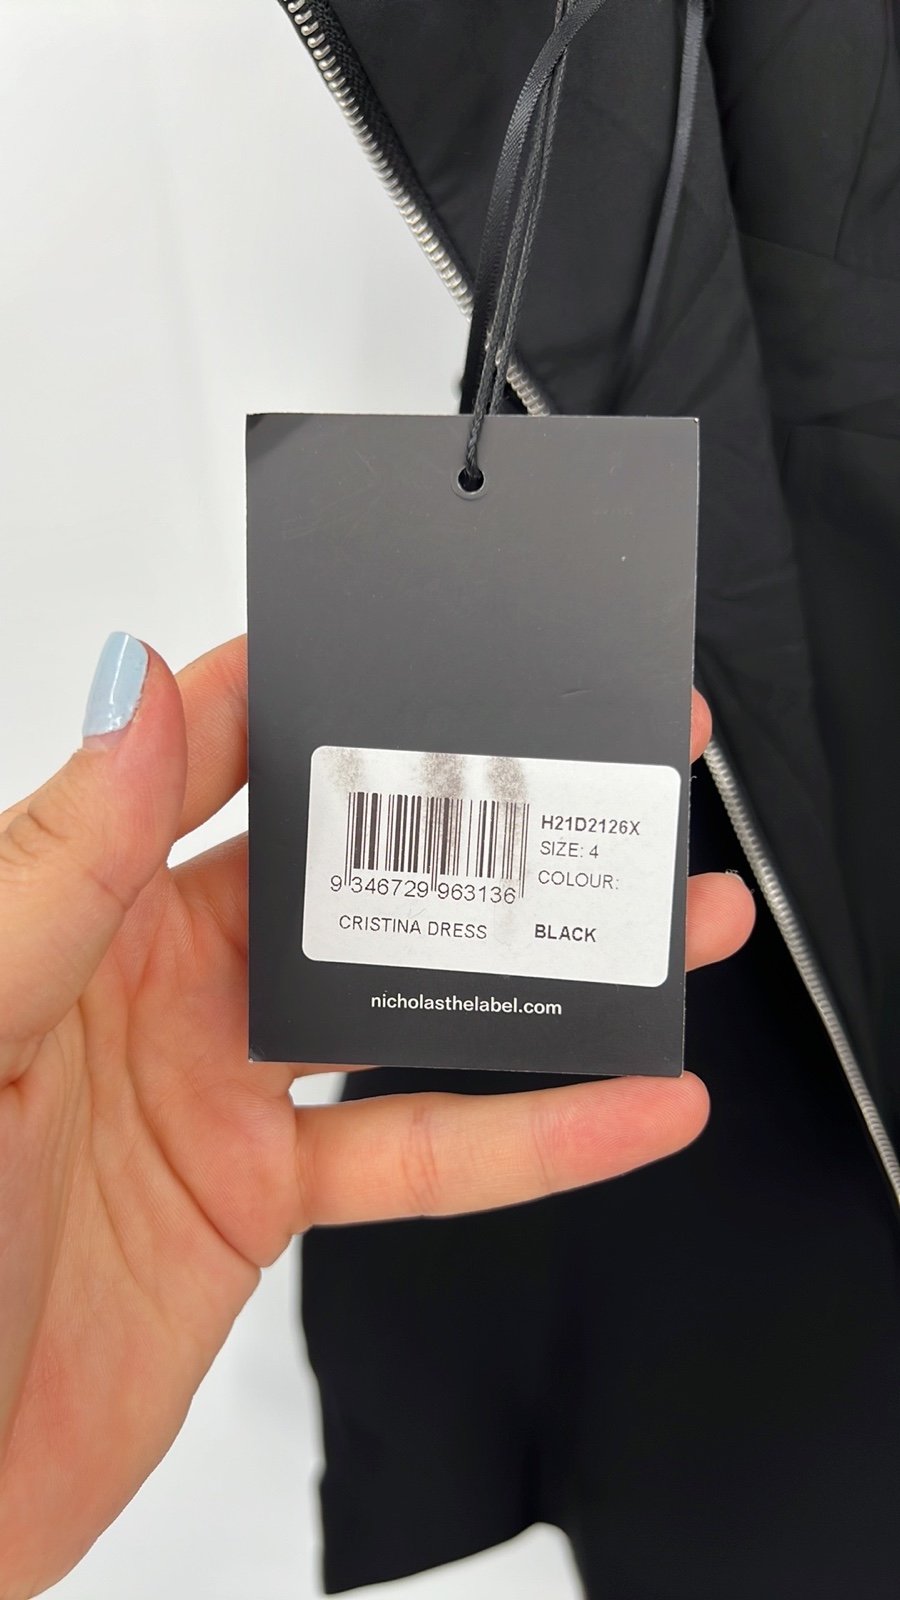 H21D2126X
SIZE: 4
COLOUR:
9 346729 963136
CRISTINA DRESS BLACK
nicholasthelabel.com